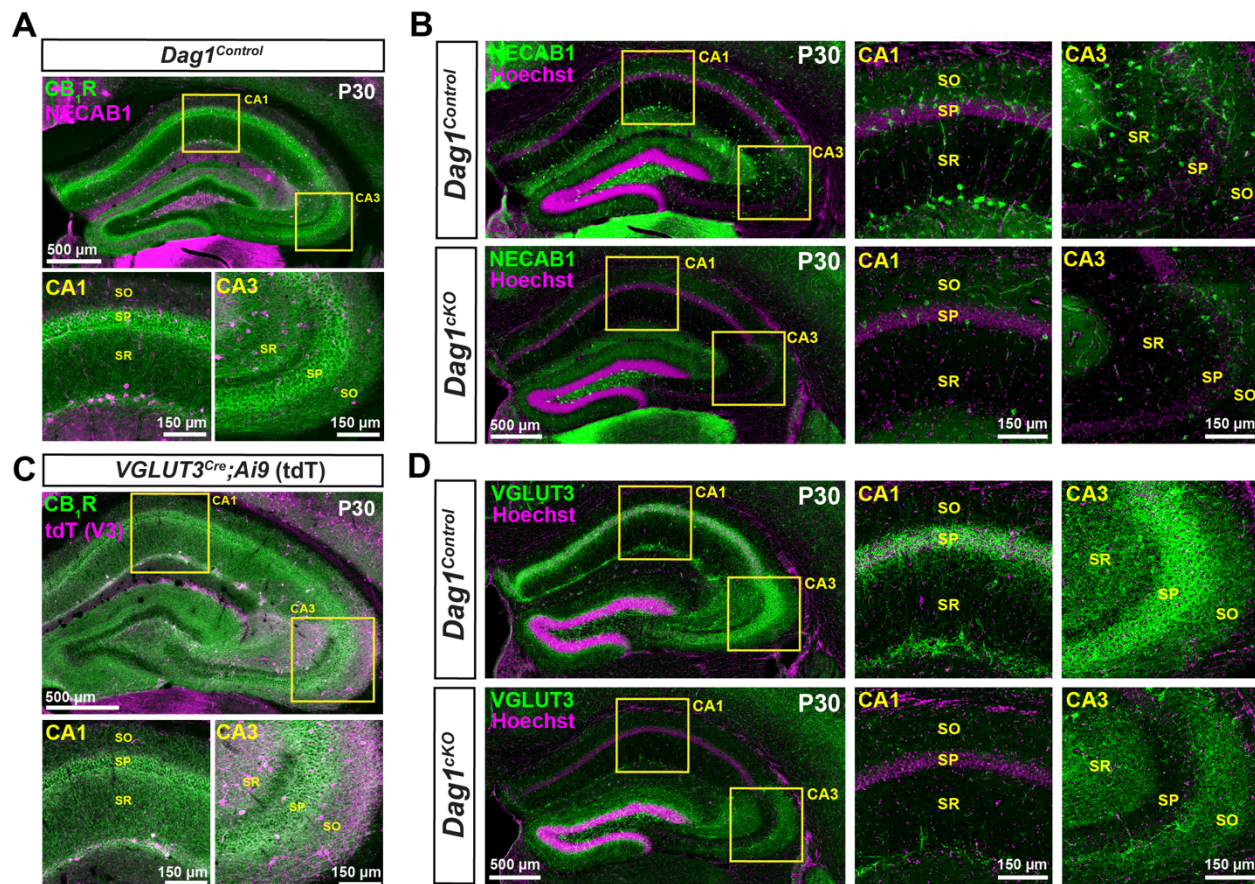 A
Dag1Control
CB1R
NECAB1
P30
CA1
CA3
500 µm
CA1
SO
SP
SR
150 µm
CA3
SR
SP
SO
150 µm
B
Dag1Control
NECAB1
Hoechst
P30
CA1
CA3
CA1
SO
SP
SR
CA3
SR
SP
SO
Dag1cKO
NECAB1
Hoechst
P30
CA1
CA3
500 µm
CA1
SO
SP
SR
150 µm
CA3
SR
SP
SO
150 µm
C
VGLUT3Cre;Ai9 (tdT)
CB1R
tdT (V3)
P30
CA1
CA3
500 µm
CA1
SO
SP
SR
150 µm
CA3
SR
SP
SO
150 µm
D
Dag1Control
VGLUT3
Hoechst
P30
CA1
CA3
CA1
SO
SP
SR
CA3
SR
SP
SO
Dag1cKO
VGLUT3
Hoechst
P30
CA1
CA3
500 µm
CA1
SO
SP
SR
150 µm
CA3
SR
SP
SO
150 µm